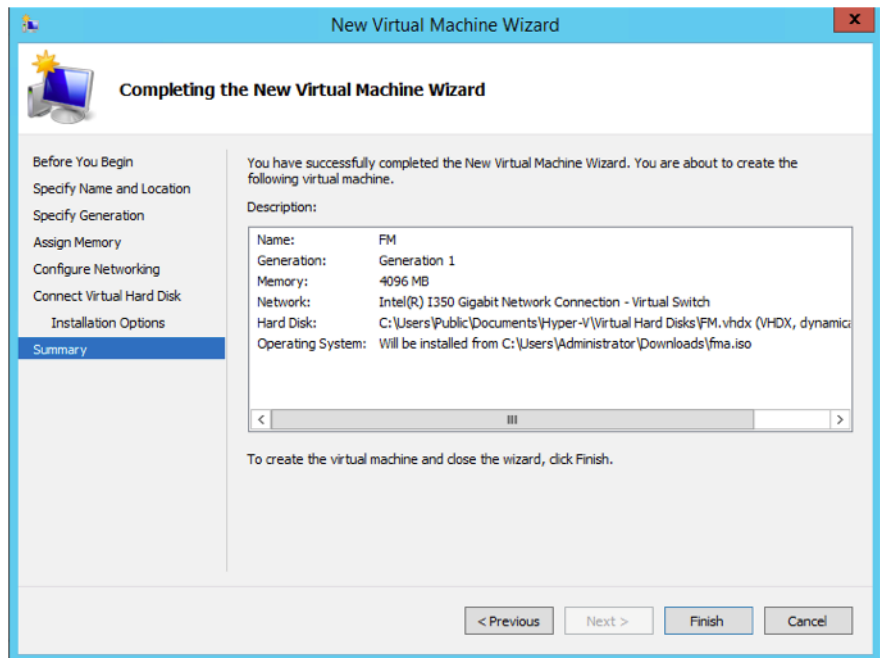 New Virtual Machine Wizard
x
Completing the New Virtual Machine Wizard
Before You Begin
Specify Name and Location
Specify Generation
Assign Memory
Configure Networking
Connect Virtual Hard Disk
Installation Options
Summary
You have successfully completed the New Virtual Machine Wizard. You are about to create the
following virtual machine.
Description:
Name: FM
Generation: Generation 1
Memory: 4096 MB
Network: Intel(R) I350 Gigabit Network Connection - Virtual Switch
Hard Disk: C:\Users\Public\Documents\Hyper-V\Virtual Hard Disks\FM.vhdx (VHDX, dynamica
Operating System: Will be installed from C:\Users\Administrator\Downloads\fma.iso
To create the virtual machine and close the wizard, click Finish.
< Previous Next > Finish Cancel